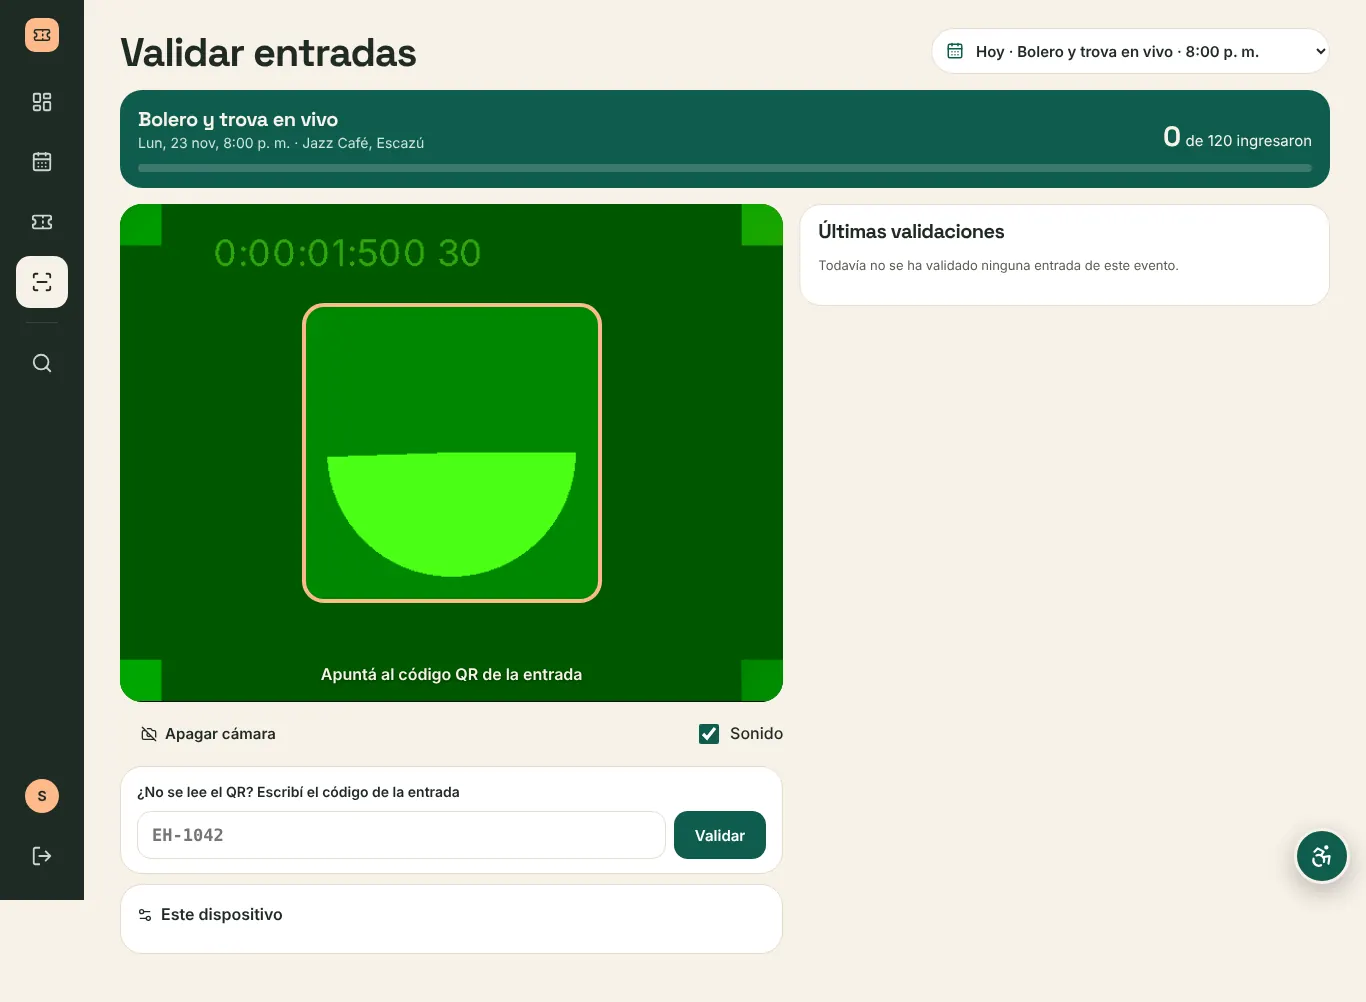 Validar entradas
Hoy · Bolero y trova en vivo · 8:00 p. m.
Bolero y trova en vivo
Lun, 23 nov, 8:00 p. m. · Jazz Café, Escazú
0 de 120 ingresaron
0:00:01:500 30
Apuntá al código QR de la entrada
Apagar cámara
Sonido
¿No se lee el QR? Escribí el código de la entrada
EH-1042
Validar
Este dispositivo
Últimas validaciones
Todavía no se ha validado ninguna entrada de este evento.
S